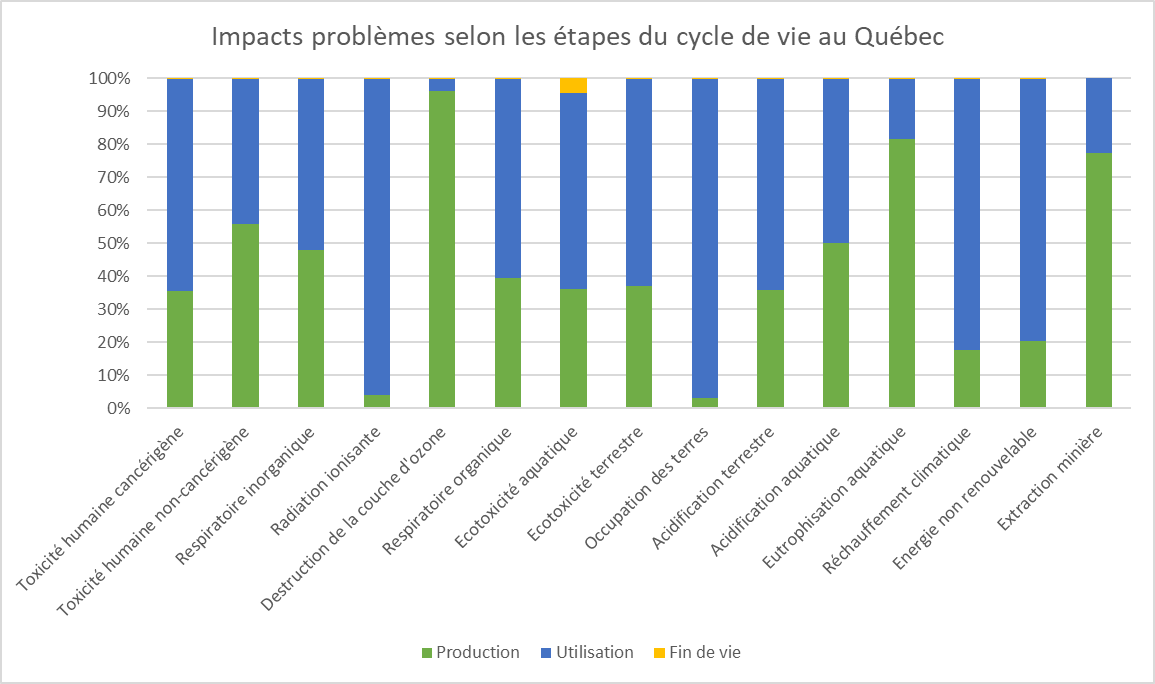 Impacts problèmes selon les étapes du cycle de vie au Québec
100%
90%
80%
70%
60%
50%
40%
30%
20%
10%
0%
Toxicité humaine cancérigène
Toxicité humaine non-cancérigène
Respiratoire inorganique
Radiation ionisante
Destruction de la couche d'ozone
Respiratoire organique
Ecotoxicité aquatique
Ecotoxicité terrestre
Occupation des terres
Acidification terrestre
Acidification aquatique
Eutrophisation aquatique
Réchauffement climatique
Energie non renouvelable
Extraction minière
Production Utilisation Fin de vie